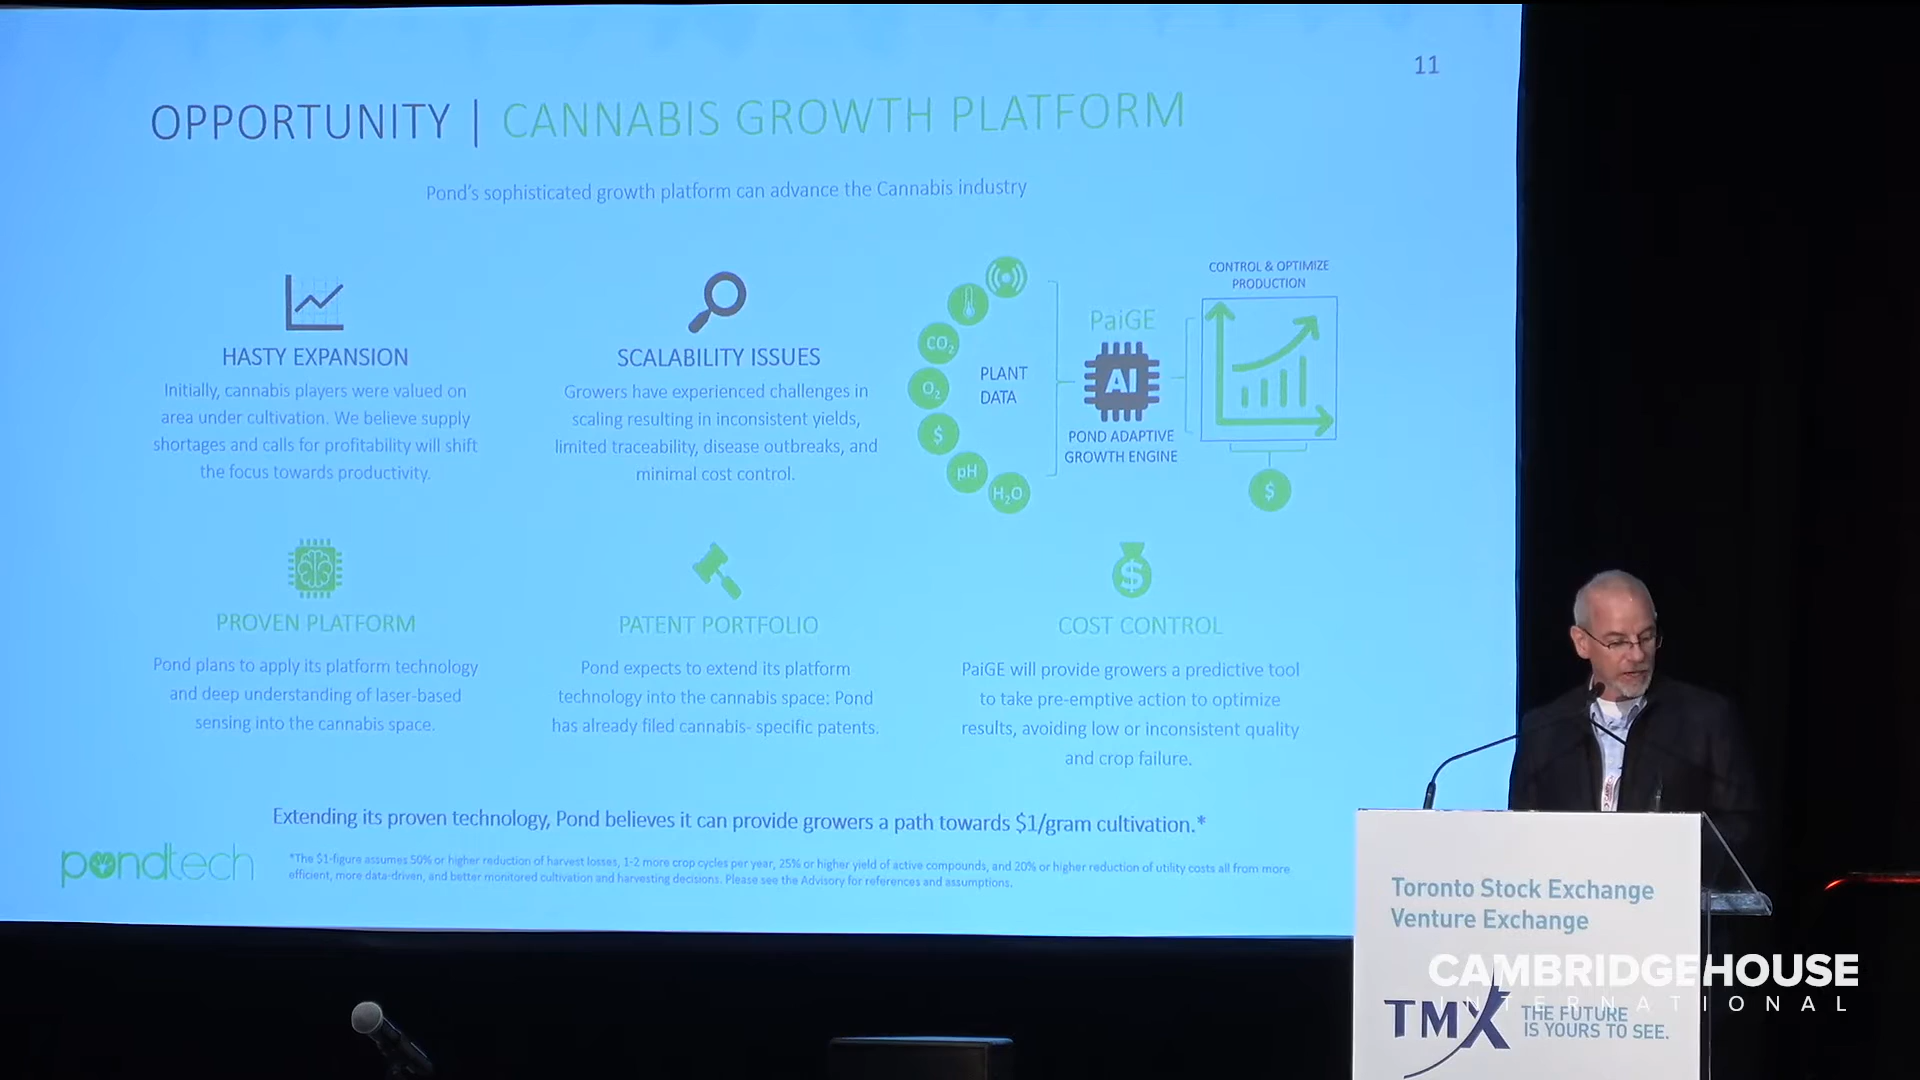 11
OPPORTUNITY | CANNABIS GROWTH PLATFORM
Pond's sophisticated growth platform can advance the Cannabis industry
HASTY EXPANSION
Initially, cannabis players were valued on
area under cultivation. We believe supply
shortages and calls for profitability will shift
the focus towards productivity.
SCALABILITY ISSUES
Growers have experienced challenges in
scaling resulting in inconsistent yields,
limited traceability, disease outbreaks, and
minimal cost control.
CO₂
O₂
$
pH
H₂O
PLANT
DATA
PaiGE
AI
POND ADAPTIVE
GROWTH ENGINE
CONTROL & OPTIMIZE
PRODUCTION
$
PROVEN PLATFORM
Pond plans to apply its platform technology
and deep understanding of laser-based
sensing into the cannabis space.
PATENT PORTFOLIO
Pond expects to extend its platform
technology into the cannabis space: Pond
has already filed cannabis- specific patents.
$
COST CONTROL
PaiGE will provide growers a predictive tool
to take pre-emptive action to optimize
results, avoiding low or inconsistent quality
and crop failure.
Extending its proven technology, Pond believes it can provide growers a path towards $1/gram cultivation.*
pondtech
*The $1-figure assumes 50% or higher reduction of harvest losses, 1-2 more crop cycles per year, 25% or higher yield of active compounds, and 20% or higher reduction of utility costs all from more
efficient, more data-driven, and better monitored cultivation and harvesting decisions. Please see the Advisory for references and assumptions.
Toronto Stock Exchange
Venture Exchange
CAMBRIDGEHOUSE
INTERNATIONAL
TMX THE FUTURE
IS YOURS TO SEE.